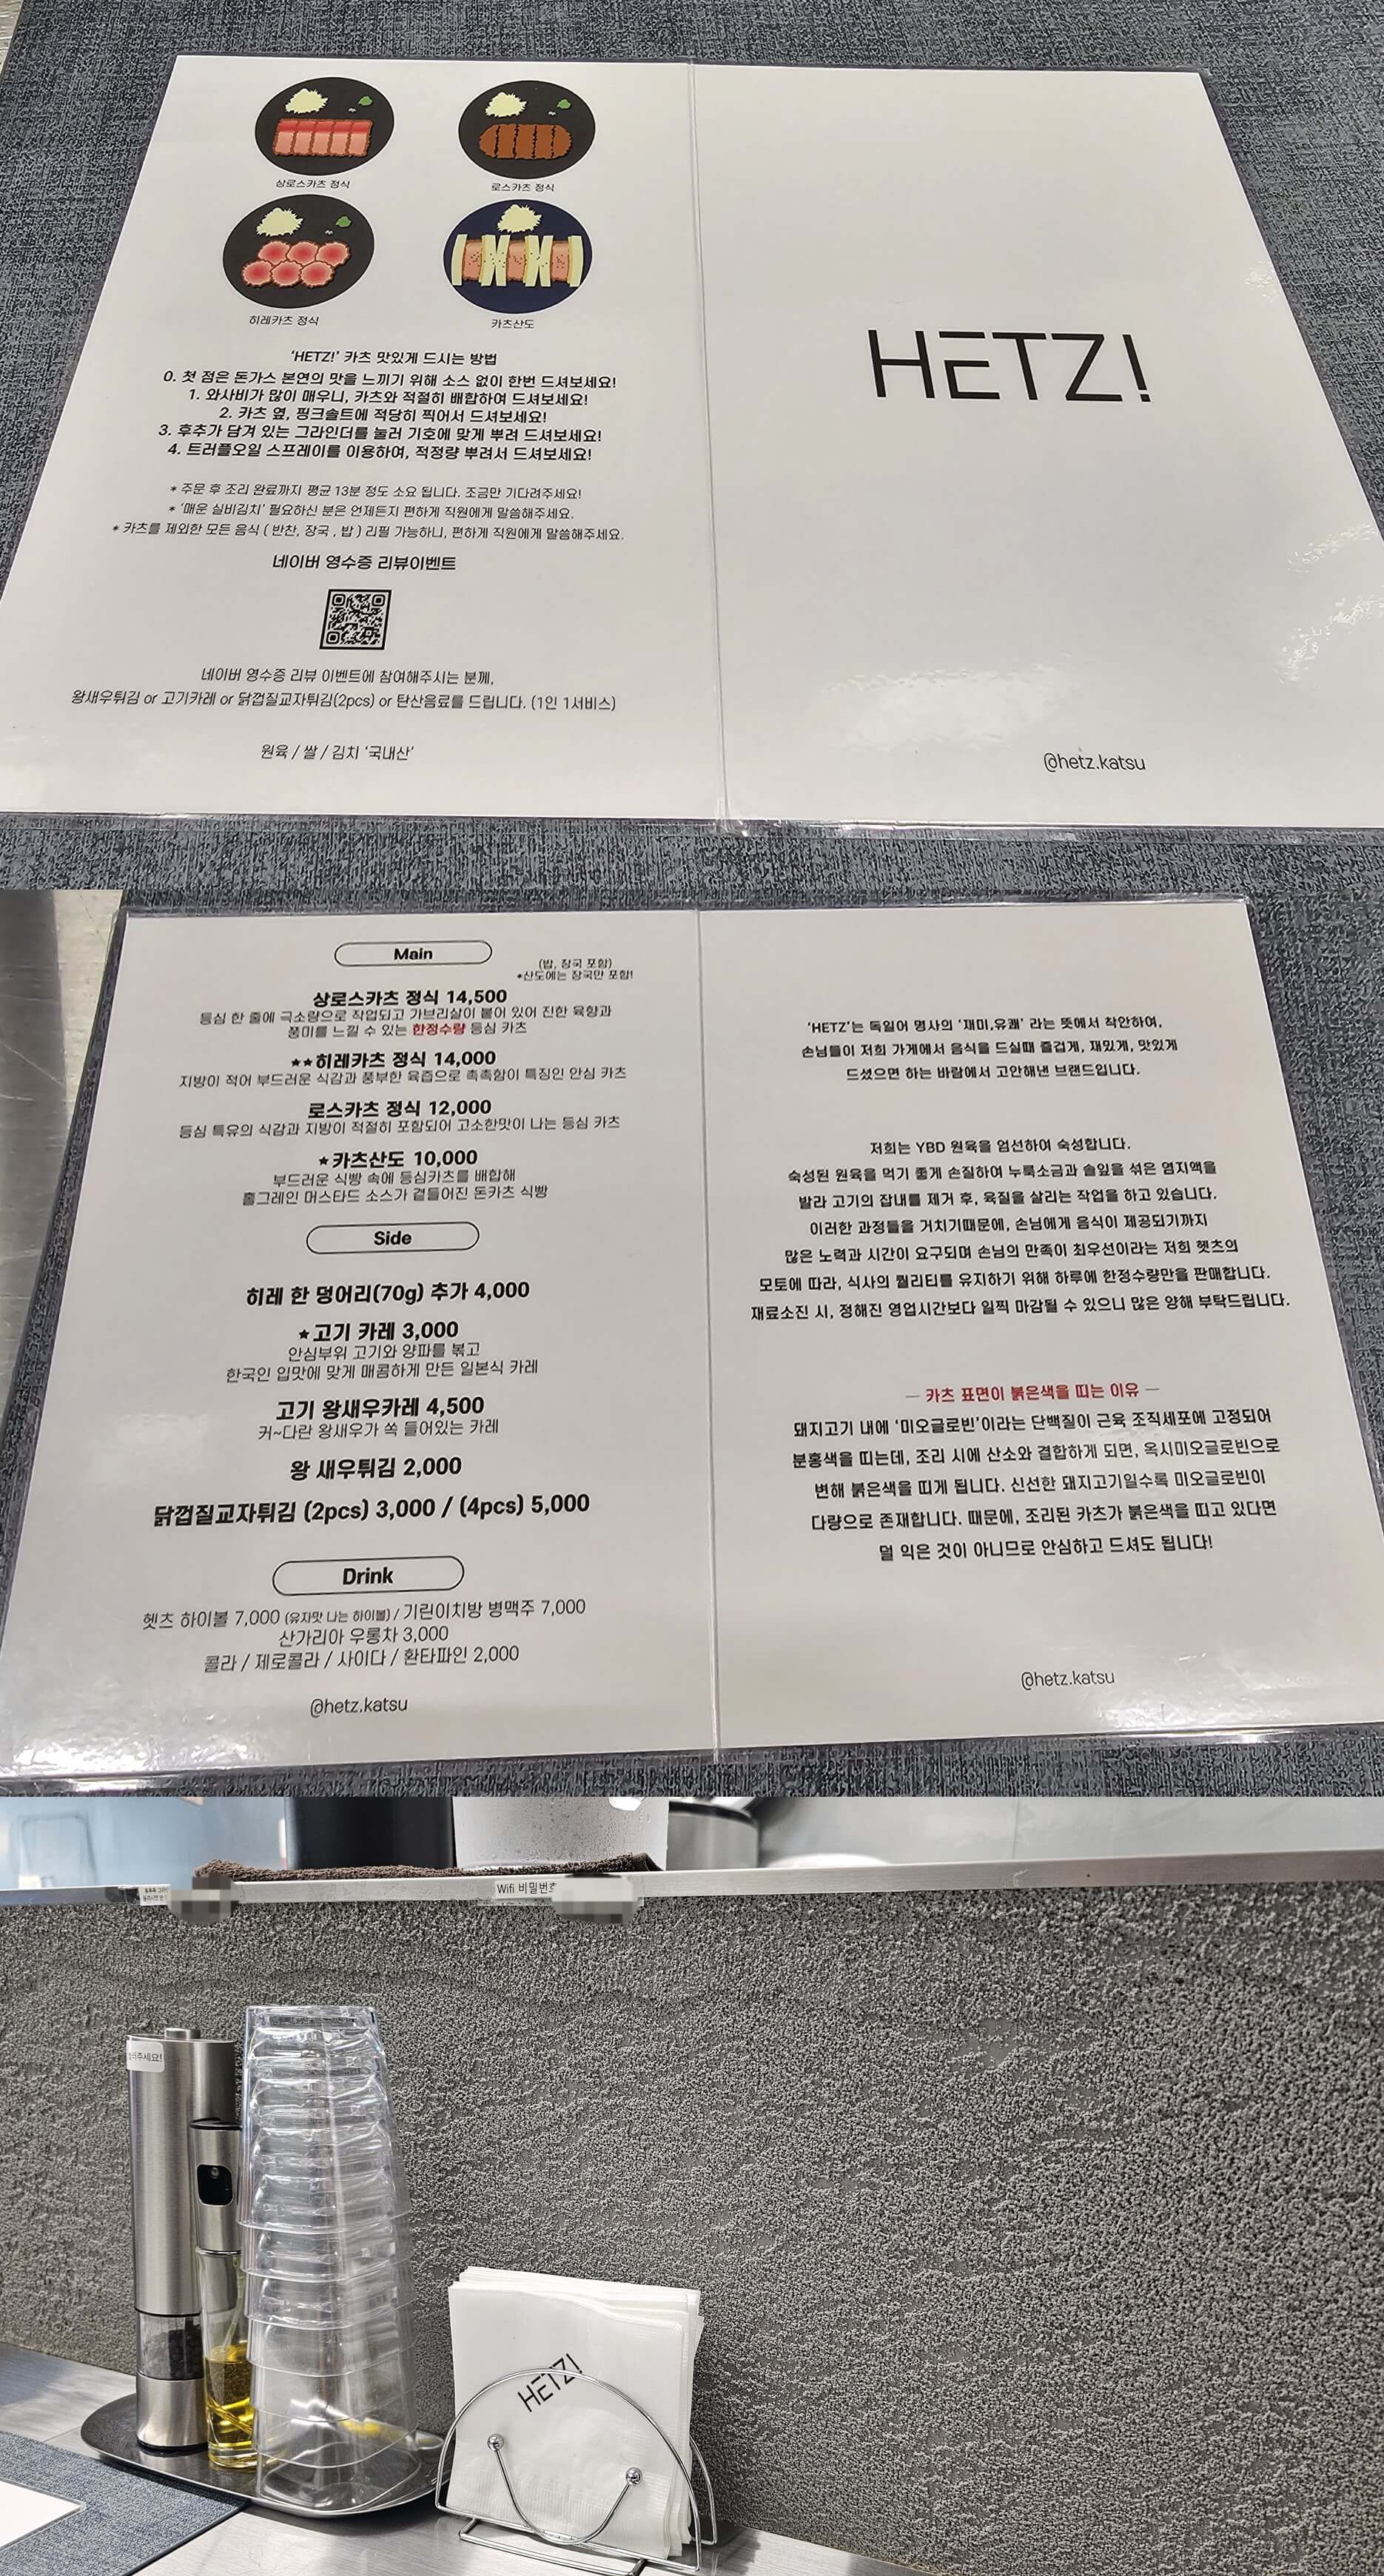 상로스카츠 정식
로스카츠 정식
히레카츠 정식
카츠산도
'HETZ!' 카츠 맛있게 드시는 방법
0. 첫 점은 돈가스 본연의 맛을 느끼기 위해 소스 없이 한번 드셔보세요!
1. 와사비가 많이 매우니, 카츠와 적절히 배합하여 드셔보세요!
2. 카츠 옆, 핑크솔트에 적당히 찍어서 드셔보세요!
3. 후추가 담겨 있는 그라인더를 눌러 기호에 맞게 뿌려 드셔보세요!
4. 트러플오일 스프레이를 이용하여, 적정량 뿌려서 드셔보세요!
* 주문 후 조리 완료까지 평균 13분 정도 소요 됩니다. 조금만 기다려주세요!
* '매운 실비김치' 필요하신 분은 언제든지 편하게 직원에게 말씀해주세요.
* 카츠를 제외한 모든 음식 ( 반찬, 장국 , 밥 ) 리필 가능하니, 편하게 직원에게 말씀해주세요.
네이버 영수증 리뷰이벤트
네이버 영수증 리뷰 이벤트에 참여해주시는 분께,
왕새우튀김 or 고기카레 or 닭껍질교자튀김(2pcs) or 탄산음료를 드립니다. (1인 1서비스)
원육 / 쌀 / 김치 '국내산'
HETZ!
@hetz.katsu
Main
(밥, 장국 포함)
*산도에는 장국만 포함!
상로스카츠 정식 14,500
등심 한 줄에 극소량으로 작업되고 가브리살이 붙어 있어 진한 육향과
풍미를 느낄 수 있는 한정수량 등심 카츠
★★히레카츠 정식 14,000
지방이 적어 부드러운 식감과 풍부한 육즙으로 촉촉함이 특징인 안심 카츠
로스카츠 정식 12,000
등심 특유의 식감과 지방이 적절히 포함되어 고소한맛이 나는 등심 카츠
★카츠산도 10,000
부드러운 식빵 속에 등심카츠를 배합해
홀그레인 머스타드 소스가 곁들어진 돈카츠 식빵
Side
히레 한 덩어리(70g) 추가 4,000
★고기 카레 3,000
안심부위 고기와 양파를 볶고
한국인 입맛에 맞게 매콤하게 만든 일본식 카레
고기 왕새우카레 4,500
커~다란 왕새우가 쏙 들어있는 카레
왕 새우튀김 2,000
닭껍질교자튀김 (2pcs) 3,000 / (4pcs) 5,000
Drink
헷츠 하이볼 7,000 (유자맛 나는 하이볼) / 기린이치방 병맥주 7,000
산가리아 우롱차 3,000
콜라 / 제로콜라 / 사이다 / 환타파인 2,000
@hetz.katsu
'HETZ'는 독일어 명사의 '재미,유쾌' 라는 뜻에서 착안하여,
손님들이 저희 가게에서 음식을 드실때 즐겁게, 재밌게, 맛있게
드셨으면 하는 바람에서 고안해낸 브랜드입니다.
저희는 YBD 원육을 엄선하여 숙성합니다.
숙성된 원육을 먹기 좋게 손질하여 누룩소금과 솔잎을 섞은 염지액을
발라 고기의 잡내를 제거 후, 육질을 살리는 작업을 하고 있습니다.
이러한 과정들을 거치기때문에, 손님에게 음식이 제공되기까지
많은 노력과 시간이 요구되며 손님의 만족이 최우선이라는 저희 헷츠의
모토에 따라, 식사의 퀄리티를 유지하기 위해 하루에 한정수량만을 판매합니다.
재료소진 시, 정해진 영업시간보다 일찍 마감될 수 있으니 많은 양해 부탁드립니다.
— 카츠 표면이 붉은색을 띠는 이유 —
돼지고기 내에 '미오글로빈'이라는 단백질이 근육 조직세포에 고정되어
분홍색을 띠는데, 조리 시에 산소와 결합하게 되면, 옥시미오글로빈으로
변해 붉은색을 띠게 됩니다. 신선한 돼지고기일수록 미오글로빈이
다량으로 존재합니다. 때문에, 조리된 카츠가 붉은색을 띠고 있다면
덜 익은 것이 아니므로 안심하고 드셔도 됩니다!
@hetz.katsu
Wifi 비밀번호
HETZ!